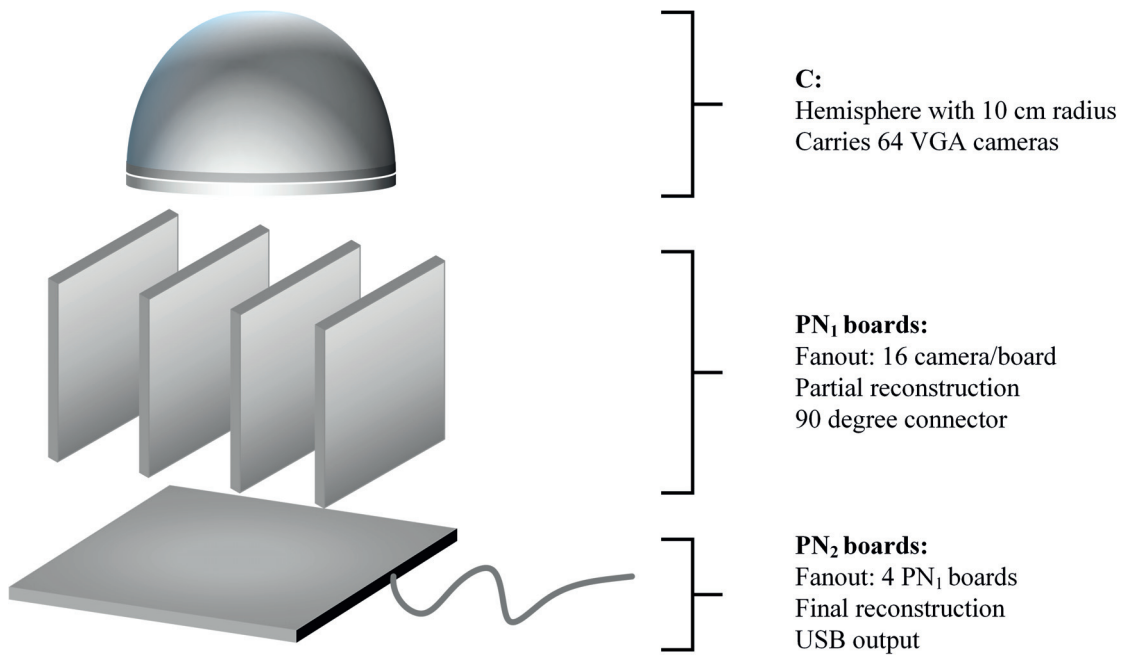 C:
Hemisphere with 10 cm radius
Carries 64 VGA cameras
PN₁ boards:
Fanout: 16 camera/board
Partial reconstruction
90 degree connector
PN₂ boards:
Fanout: 4 PN₁ boards
Final reconstruction
USB output